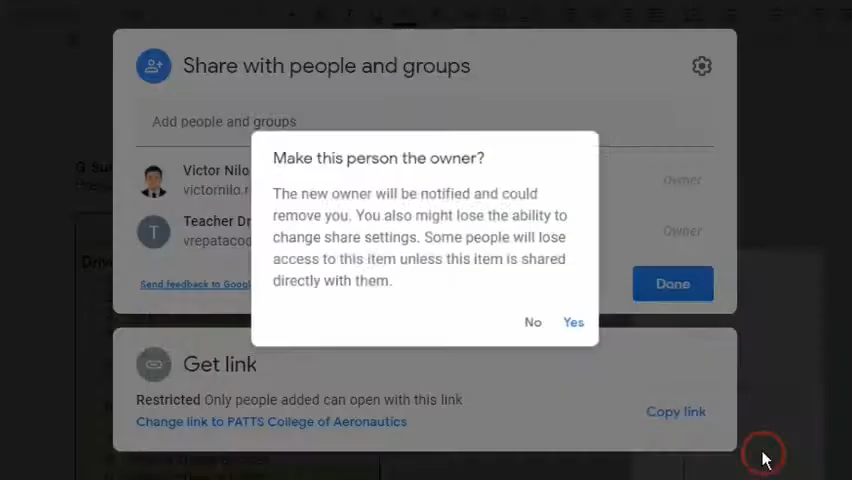 Share with people and groups
Add people and groups
Make this person the owner?
The new owner will be notified and could
remove you. You also might lose the ability to
change share settings. Some people will lose
access to this item unless this item is shared
directly with them.
No Yes
G Su
Victor Nilo
victornilo.r
Owner
Teacher Dr
vrepatacod
Owner
Drive
Send feedback to Google
Done
Get link
Restricted Only people added can open with this link
Change link to PATTS College of Aeronautics
Copy link